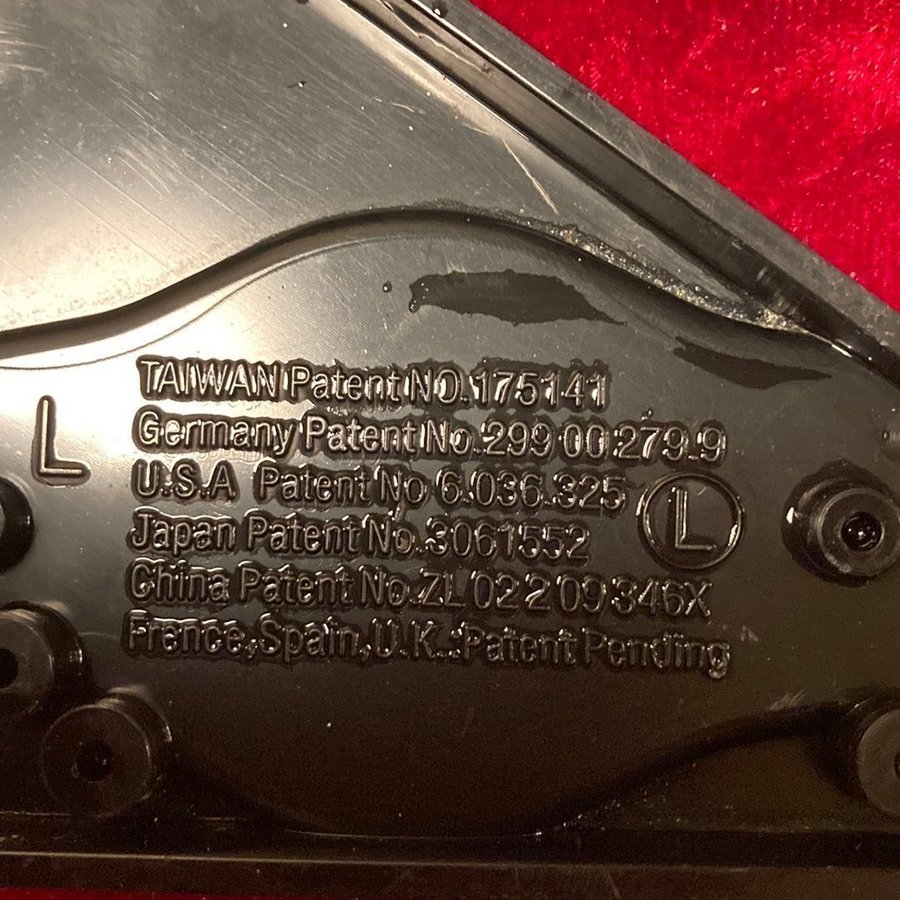 TAIWAN Patent NO.175141
Germany Patent No.299 00 279.9
L
U.S.A Patent No 6.036.325
L
Japan Patent No.3061552
China Patent No.ZL 02 2 09 346X
Frence,Spain,U.K..:Patent Pending